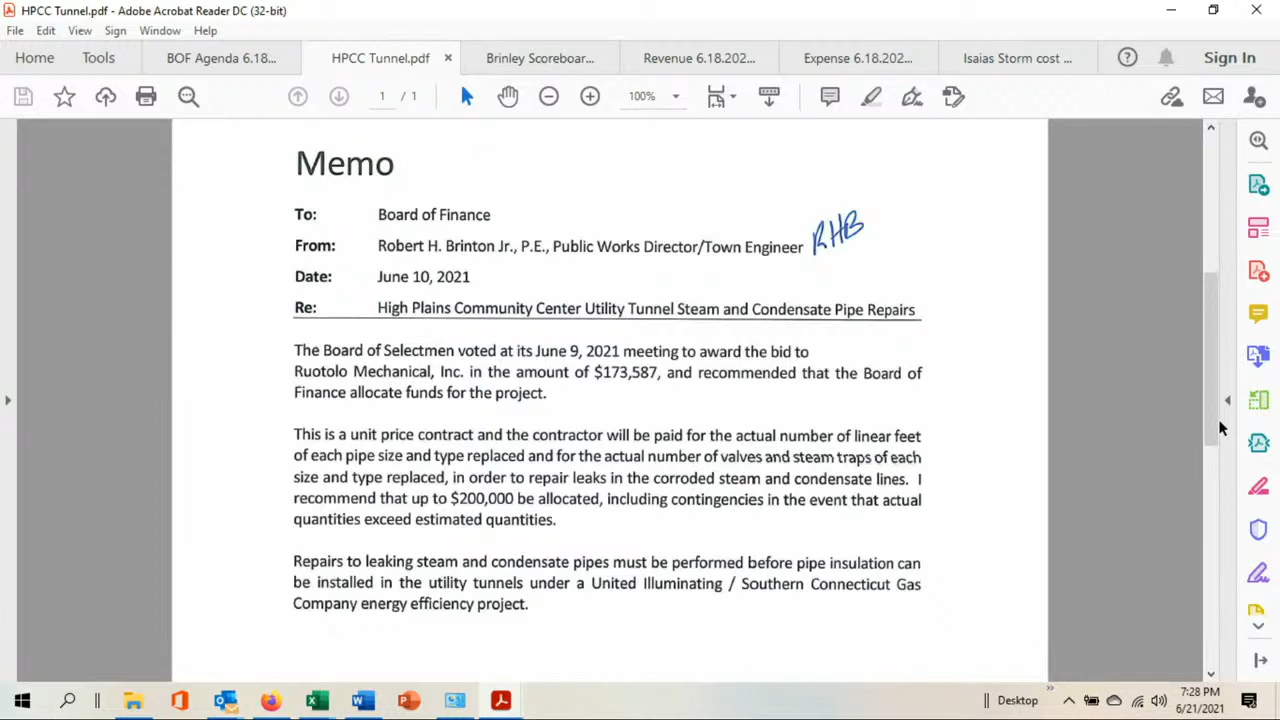 HPCC Tunnel.pdf - Adobe Acrobat Reader DC (32-bit)
File Edit View Sign Window Help
Home Tools BOF Agenda 6.18... HPCC Tunnel.pdf × Brinley Scoreboar... Revenue 6.18.202... Expense 6.18.202... Isaias Storm cost ... Sign In
1 / 1 100%
Memo
To: Board of Finance
From: Robert H. Brinton Jr., P.E., Public Works Director/Town Engineer RHB
Date: June 10, 2021
Re: High Plains Community Center Utility Tunnel Steam and Condensate Pipe Repairs
The Board of Selectmen voted at its June 9, 2021 meeting to award the bid to
Ruotolo Mechanical, Inc. in the amount of $173,587, and recommended that the Board of
Finance allocate funds for the project.
This is a unit price contract and the contractor will be paid for the actual number of linear feet
of each pipe size and type replaced and for the actual number of valves and steam traps of each
size and type replaced, in order to repair leaks in the corroded steam and condensate lines. I
recommend that up to $200,000 be allocated, including contingencies in the event that actual
quantities exceed estimated quantities.
Repairs to leaking steam and condensate pipes must be performed before pipe insulation can
be installed in the utility tunnels under a United Illuminating / Southern Connecticut Gas
Company energy efficiency project.
Desktop
7:28 PM
6/21/2021